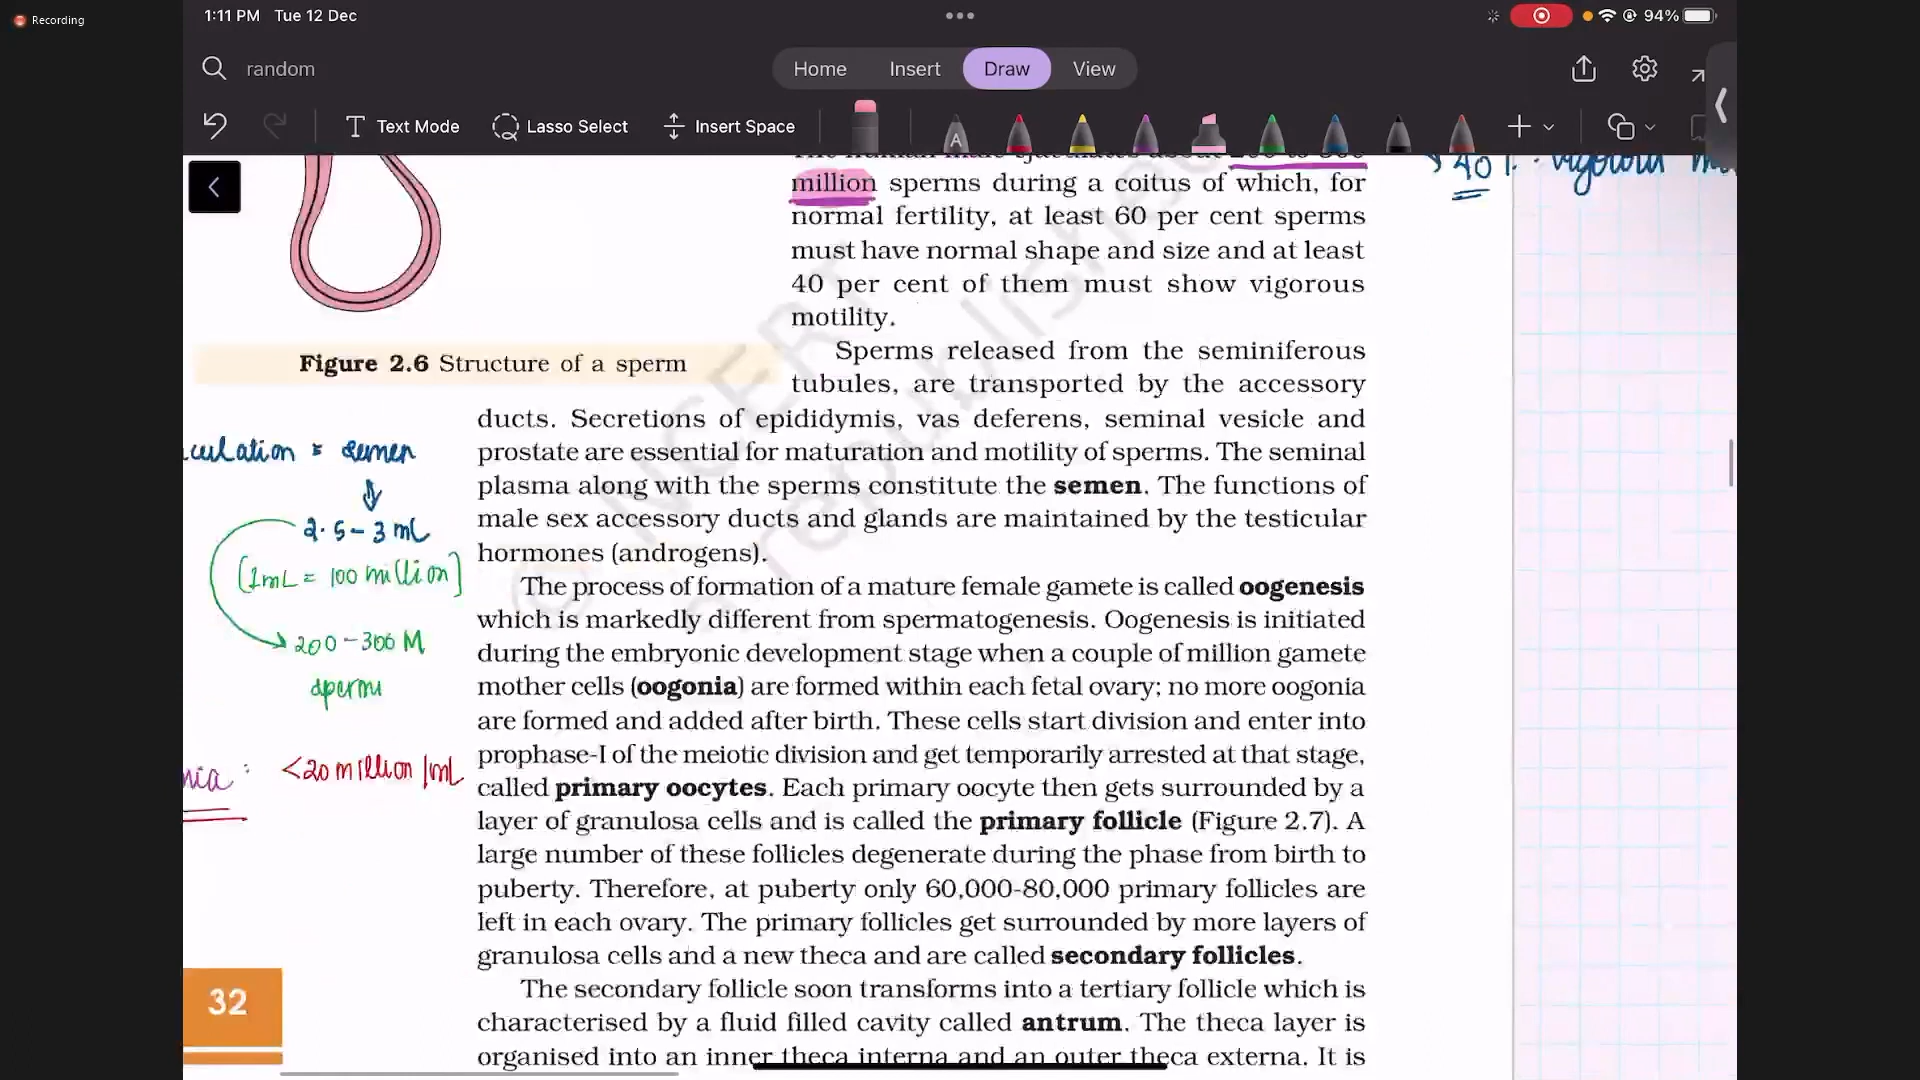 Recording
1:11 PM Tue 12 Dec
94%
random
Home Insert Draw View
Text Mode Lasso Select Insert Space
A
The human male ejaculates about 200 to 300
million sperms during a coitus of which, for
normal fertility, at least 60 per cent sperms
must have normal shape and size and at least
40 per cent of them must show vigorous
motility.
40 %. vigorous
Figure 2.6 Structure of a sperm
Sperms released from the seminiferous
tubules, are transported by the accessory
ducts. Secretions of epididymis, vas deferens, seminal vesicle and
prostate are essential for maturation and motility of sperms. The seminal
plasma along with the sperms constitute the semen. The functions of
male sex accessory ducts and glands are maintained by the testicular
hormones (androgens).
culation = semen
2.5-3 mL
[1mL = 100 million]
200-300 M
sperms
nia : <20 million/mL
The process of formation of a mature female gamete is called oogenesis
which is markedly different from spermatogenesis. Oogenesis is initiated
during the embryonic development stage when a couple of million gamete
mother cells (oogonia) are formed within each fetal ovary; no more oogonia
are formed and added after birth. These cells start division and enter into
prophase-I of the meiotic division and get temporarily arrested at that stage,
called primary oocytes. Each primary oocyte then gets surrounded by a
layer of granulosa cells and is called the primary follicle (Figure 2.7). A
large number of these follicles degenerate during the phase from birth to
puberty. Therefore, at puberty only 60,000-80,000 primary follicles are
left in each ovary. The primary follicles get surrounded by more layers of
granulosa cells and a new theca and are called secondary follicles.
The secondary follicle soon transforms into a tertiary follicle which is
characterised by a fluid filled cavity called antrum. The theca layer is
organised into an inner theca interna and an outer theca externa. It is
32
© NCERT
republished